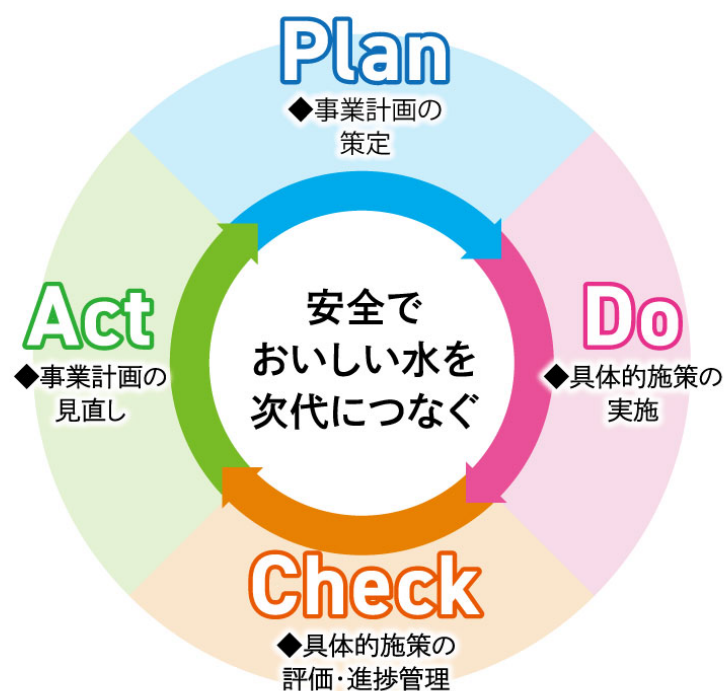 Plan
◆事業計画の
策定
Act
◆事業計画の
見直し
安全で
おいしい水を
次代につなぐ
Do
◆具体的施策の
実施
Check
◆具体的施策の
評価・進捗管理